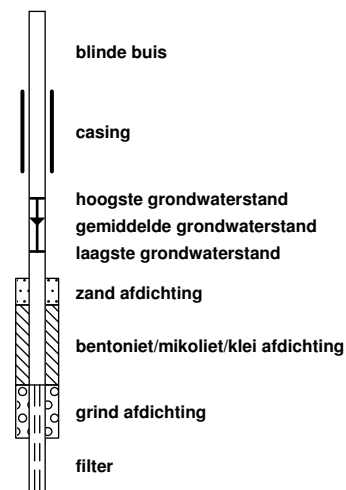 blinde buis
casing
hoogste grondwaterstand
gemiddelde grondwaterstand
laagste grondwaterstand
zand afdichting
bentoniet/mikoliet/klei afdichting
grind afdichting
filter